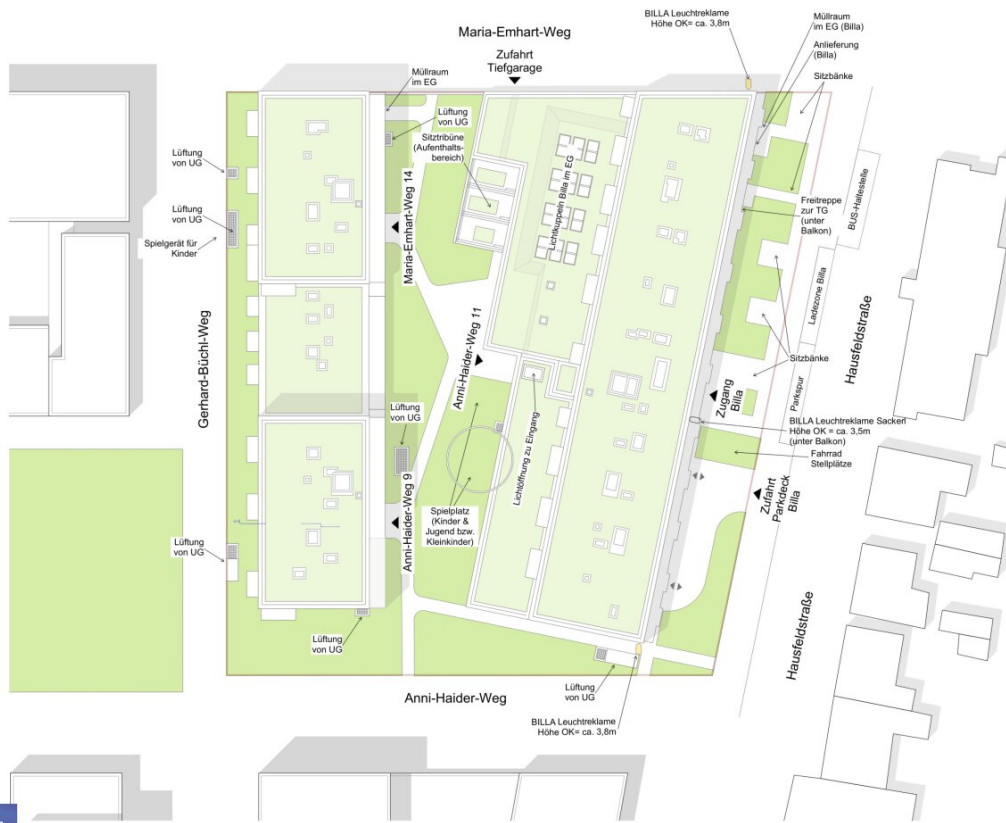 BILLA Leuchtreklame
Höhe OK= ca. 3,8m
Müllraum
im EG (Billa)
Anlieferung
(Billa)
Sitzbänke
Maria-Emhart-Weg
Zufahrt
Tiefgarage
Müllraum
im EG
Lüftung
von UG
Sitztribüne
(Aufenthalts-
bereich)
Lüftung
von UG
Lüftung
von UG
Spielgerät für
Kinder
Maria-Emhart-Weg 14
Lichtkuppeln Billa im EG
Freitreppe
zur TG
(unter
Balkon)
BUS-Haltestelle
Ladezone Billa
Hausfeldstraße
Gerhard-Büchl-Weg
Anni-Haider-Weg 11
Sitzbänke
Parkspur
Zugang
Billa
Lüftung
von UG
BILLA Leuchtreklame Sackerl
Höhe OK = ca. 3,5m
(unter Balkon)
Fahrrad
Stellplätze
Lichtöffnung zu Eingang
Anni-Haider-Weg 9
Spielplatz
(Kinder &
Jugend bzw.
Kleinkinder)
Zufahrt
Parkdeck
Billa
Lüftung
von UG
Lüftung
von UG
Hausfeldstraße
Lüftung
von UG
Anni-Haider-Weg
BILLA Leuchtreklame
Höhe OK= ca. 3,8m